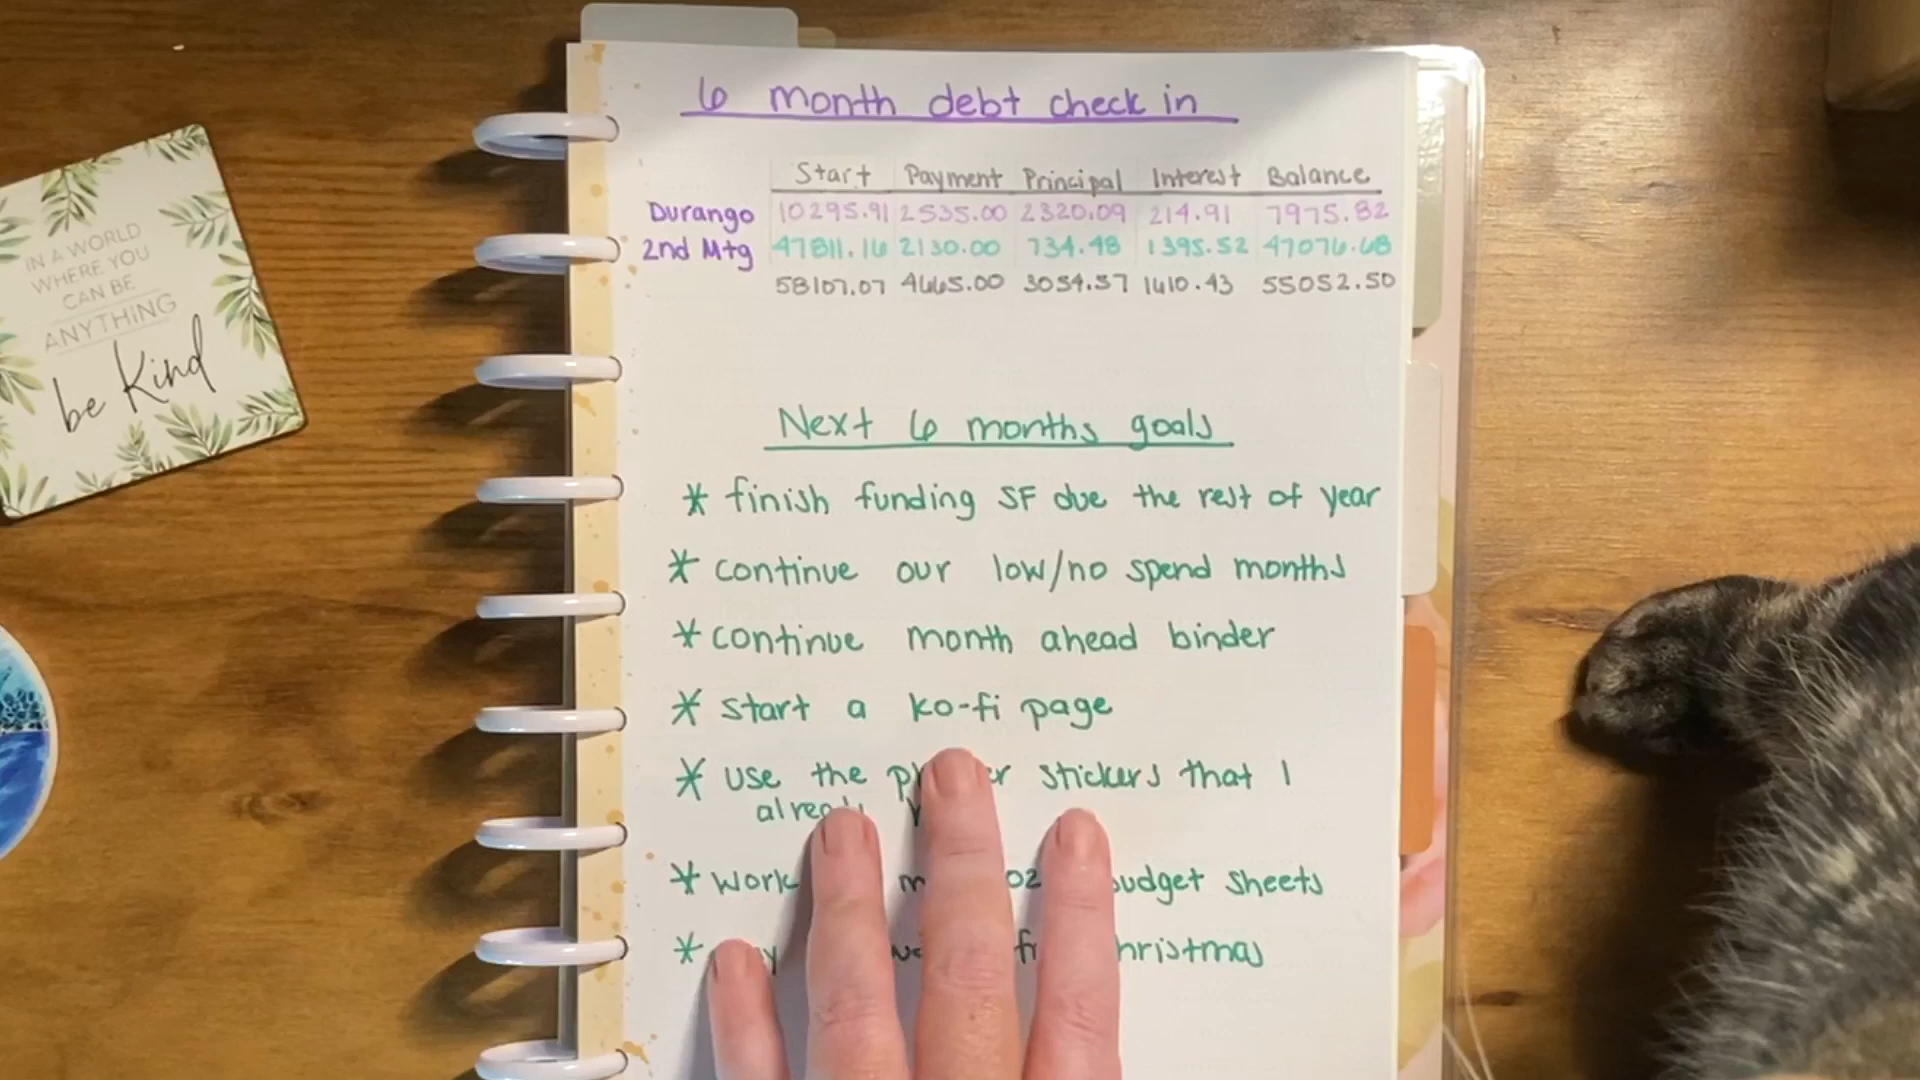 IN A WORLD
WHERE YOU
CAN BE
ANYTHING
be Kind
6 month debt check in
Start Payment Principal Interest Balance
Durango 10295.91 2535.00 2320.09 214.91 7975.82
2nd Mtg 47811.16 2130.00 734.48 1395.52 47076.68
58107.07 4665.00 3054.57 1610.43 55052.50
Next 6 months goals
* finish funding SF due the rest of year
* continue our low/no spend months
* continue month ahead binder
* start a ko-fi page
* use the stickers that I
* work budget sheets
*